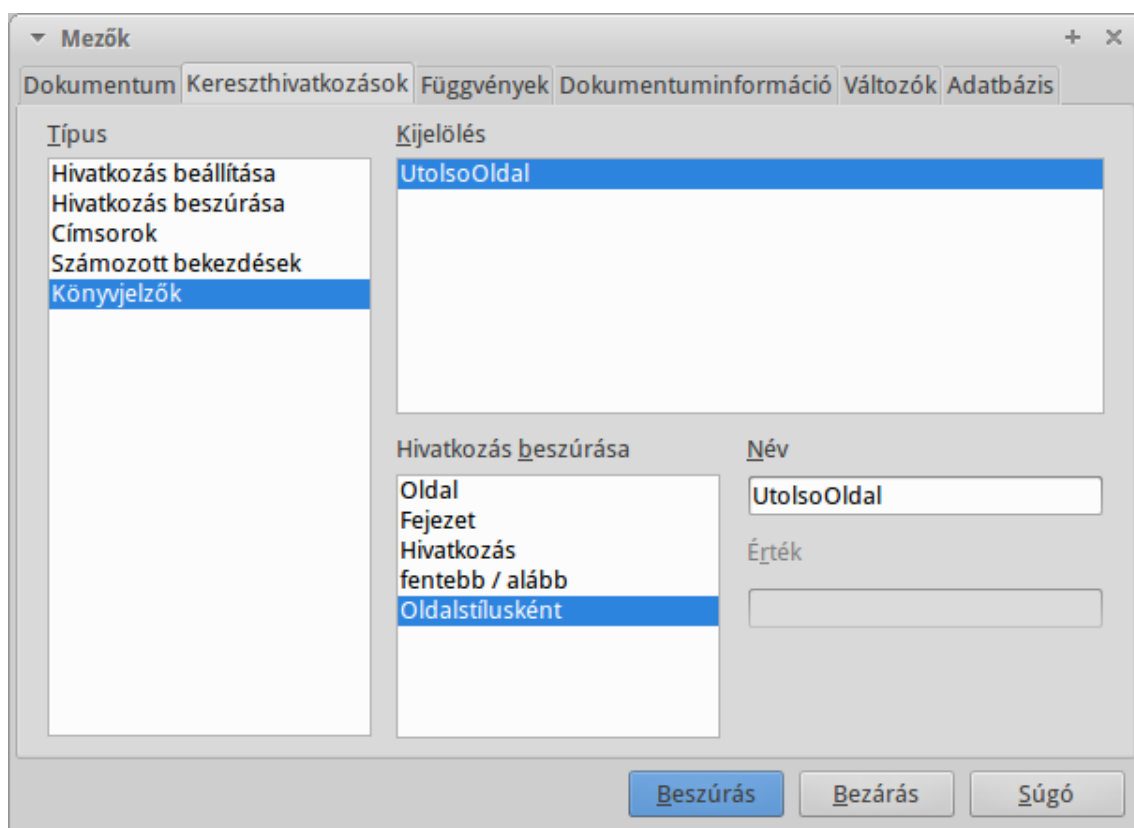 Mezők
Dokumentum Kereszthivatkozások Függvények Dokumentuminformáció Változók Adatbázis
Típus
Hivatkozás beállítása
Hivatkozás beszúrása
Címsorok
Számozott bekezdések
Könyvjelzők
Kijelölés
UtolsoOldal
Hivatkozás beszúrása
Oldal
Fejezet
Hivatkozás
fentebb / alább
Oldalstílusként
Név
UtolsoOldal
Érték
Beszúrás Bezárás Súgó